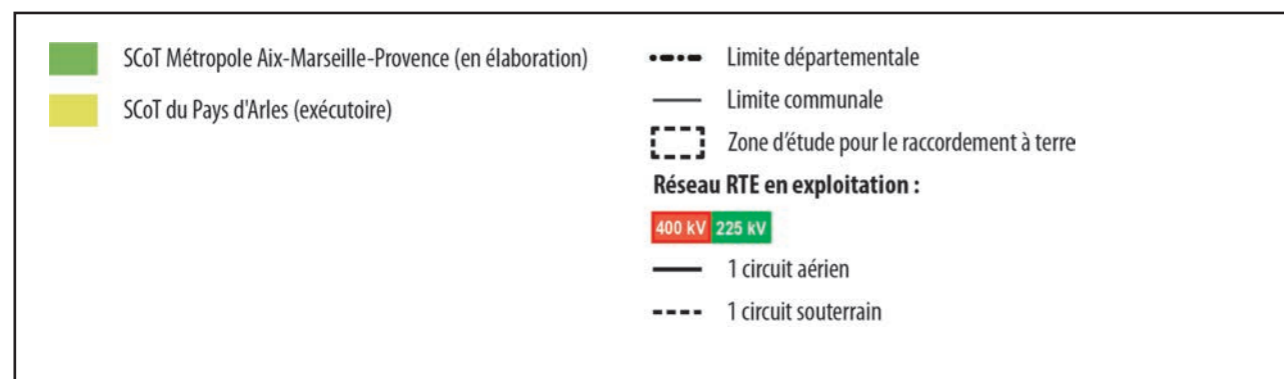 SCoT Métropole Aix-Marseille-Provence (en élaboration)
SCoT du Pays d'Arles (exécutoire)
Limite départementale
Limite communale
Zone d'étude pour le raccordement à terre
Réseau RTE en exploitation :
400 kV 225 kV
1 circuit aérien
1 circuit souterrain